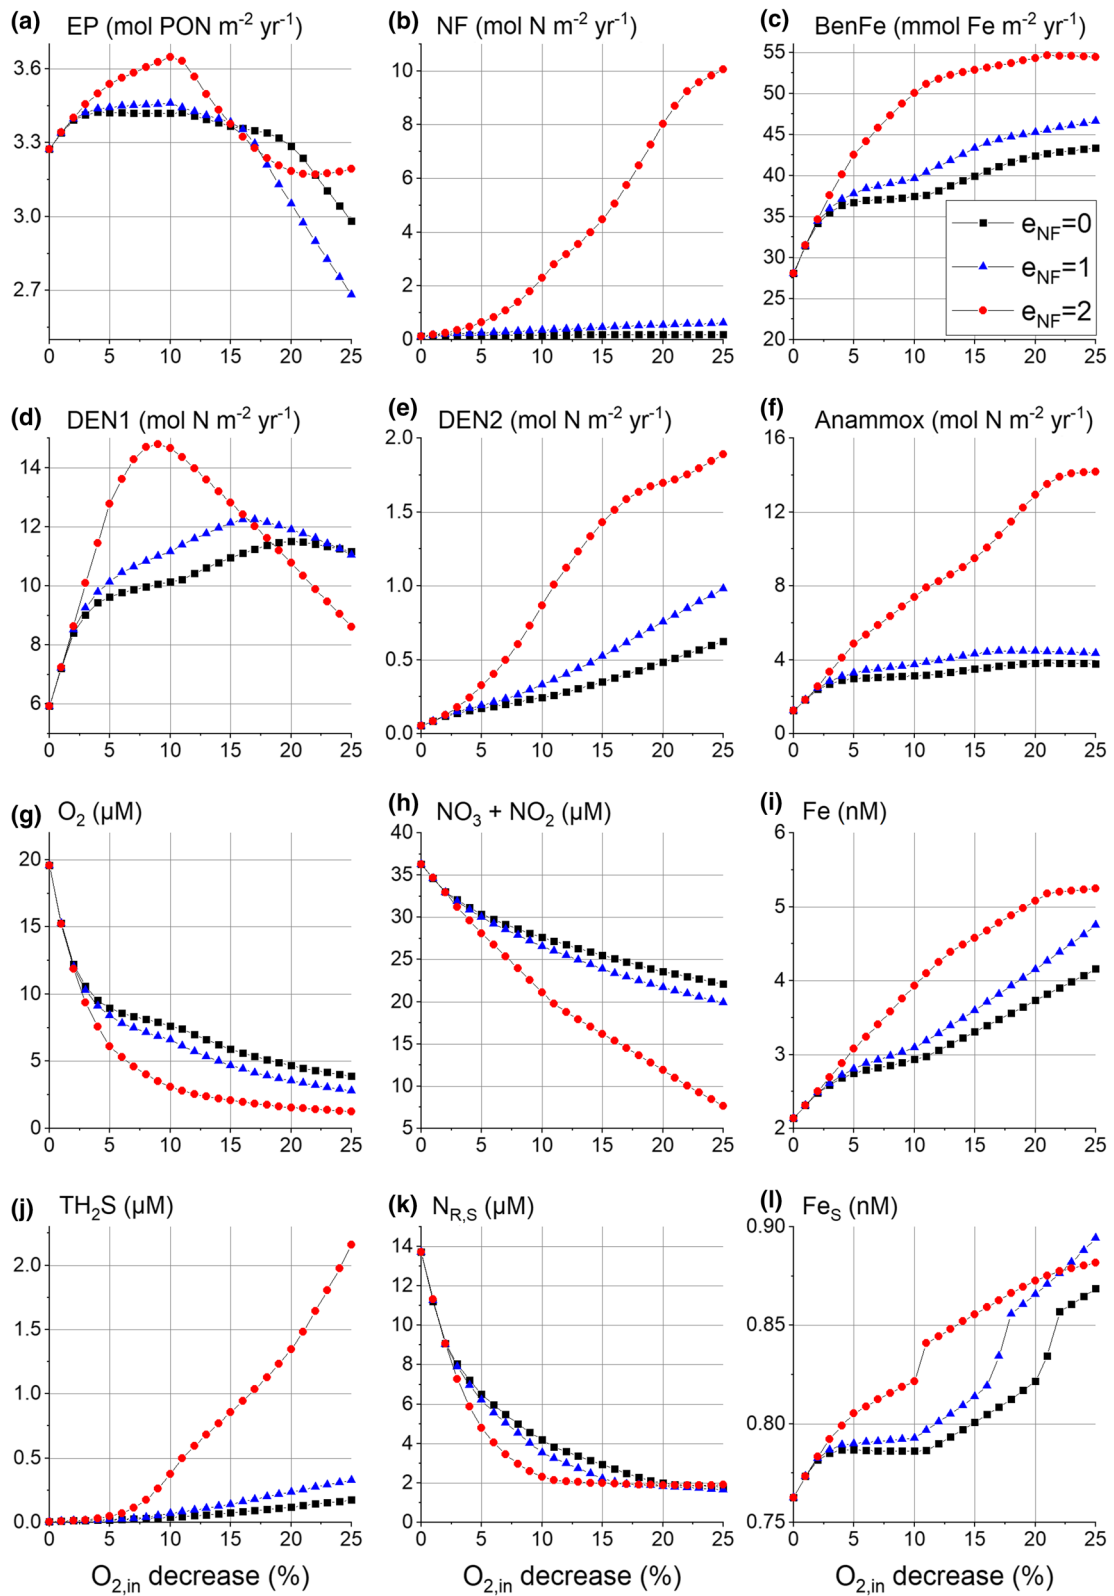 (a) EP (mol PON m⁻² yr⁻¹)
3.6
3.3
3.0
2.7
0 5 10 15 20 25
(b) NF (mol N m⁻² yr⁻¹)
10
8
6
4
2
0
0 5 10 15 20 25
(c) BenFe (mmol Fe m⁻² yr⁻¹)
55
50
45
40
35
30
25
20
0 5 10 15 20 25
e_NF=0
e_NF=1
e_NF=2
(d) DEN1 (mol N m⁻² yr⁻¹)
14
12
10
8
6
0 5 10 15 20 25
(e) DEN2 (mol N m⁻² yr⁻¹)
2.0
1.5
1.0
0.5
0.0
0 5 10 15 20 25
(f) Anammox (mol N m⁻² yr⁻¹)
16
12
8
4
0
0 5 10 15 20 25
(g) O₂ (µM)
20
15
10
5
0
0 5 10 15 20 25
(h) NO₃ + NO₂ (µM)
40
35
30
25
20
15
10
5
0 5 10 15 20 25
(i) Fe (nM)
6
5
4
3
2
0 5 10 15 20 25
(j) TH₂S (µM)
2.0
1.5
1.0
0.5
0.0
0 5 10 15 20 25
O₂,in decrease (%)
(k) N_R,S (µM)
14
12
10
8
6
4
2
0
0 5 10 15 20 25
O₂,in decrease (%)
(l) Fe_S (nM)
0.90
0.85
0.80
0.75
0 5 10 15 20 25
O₂,in decrease (%)